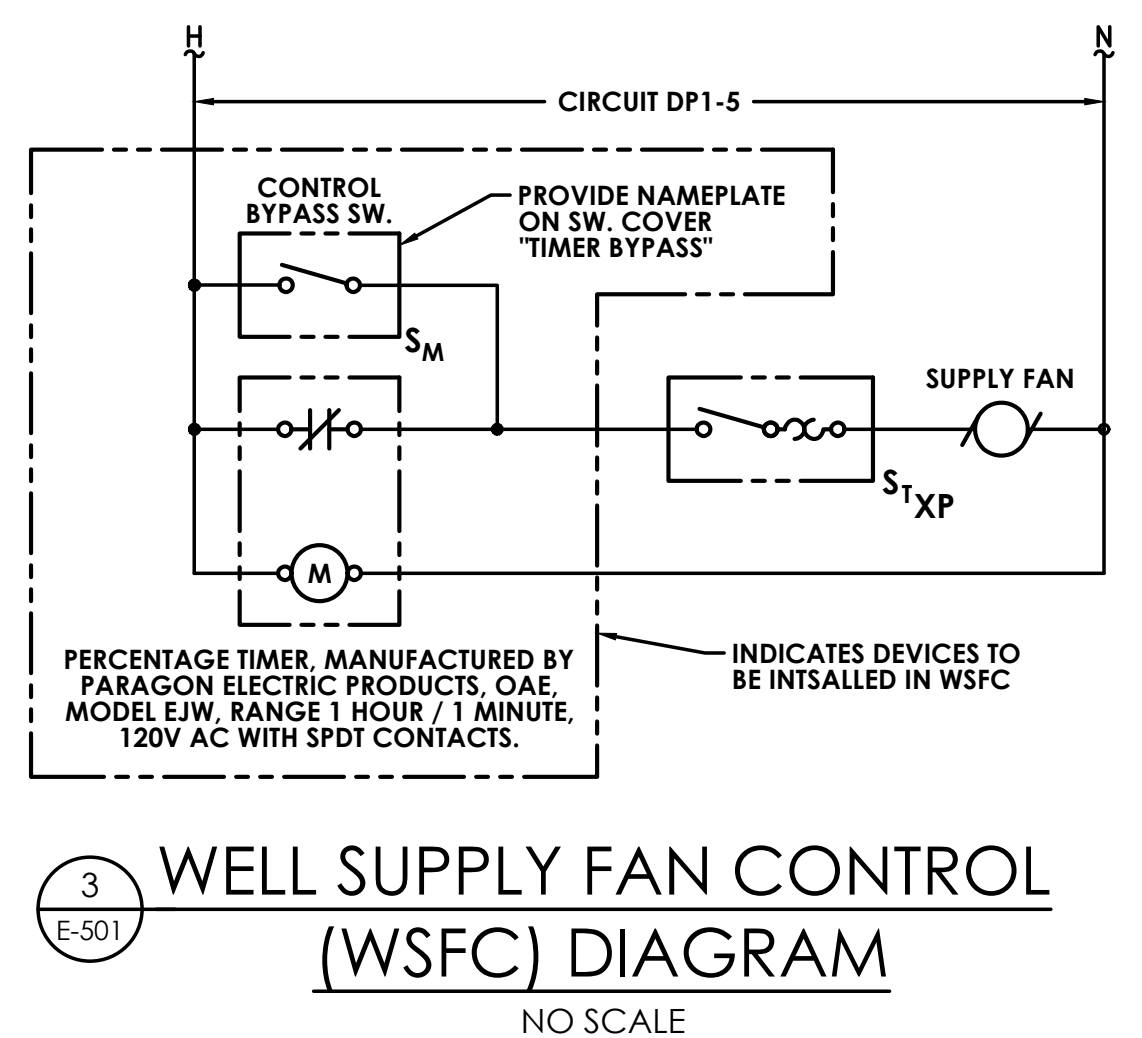 H
N
CIRCUIT DP1-5
CONTROL
BYPASS SW.
PROVIDE NAMEPLATE
ON SW. COVER
"TIMER BYPASS"
SM
SUPPLY FAN
STXP
M
PERCENTAGE TIMER, MANUFACTURED BY
PARAGON ELECTRIC PRODUCTS, OAE,
MODEL EJW, RANGE 1 HOUR / 1 MINUTE,
120V AC WITH SPDT CONTACTS.
INDICATES DEVICES TO
BE INTSALLED IN WSFC
3
E-501
WELL SUPPLY FAN CONTROL
(WSFC) DIAGRAM
NO SCALE